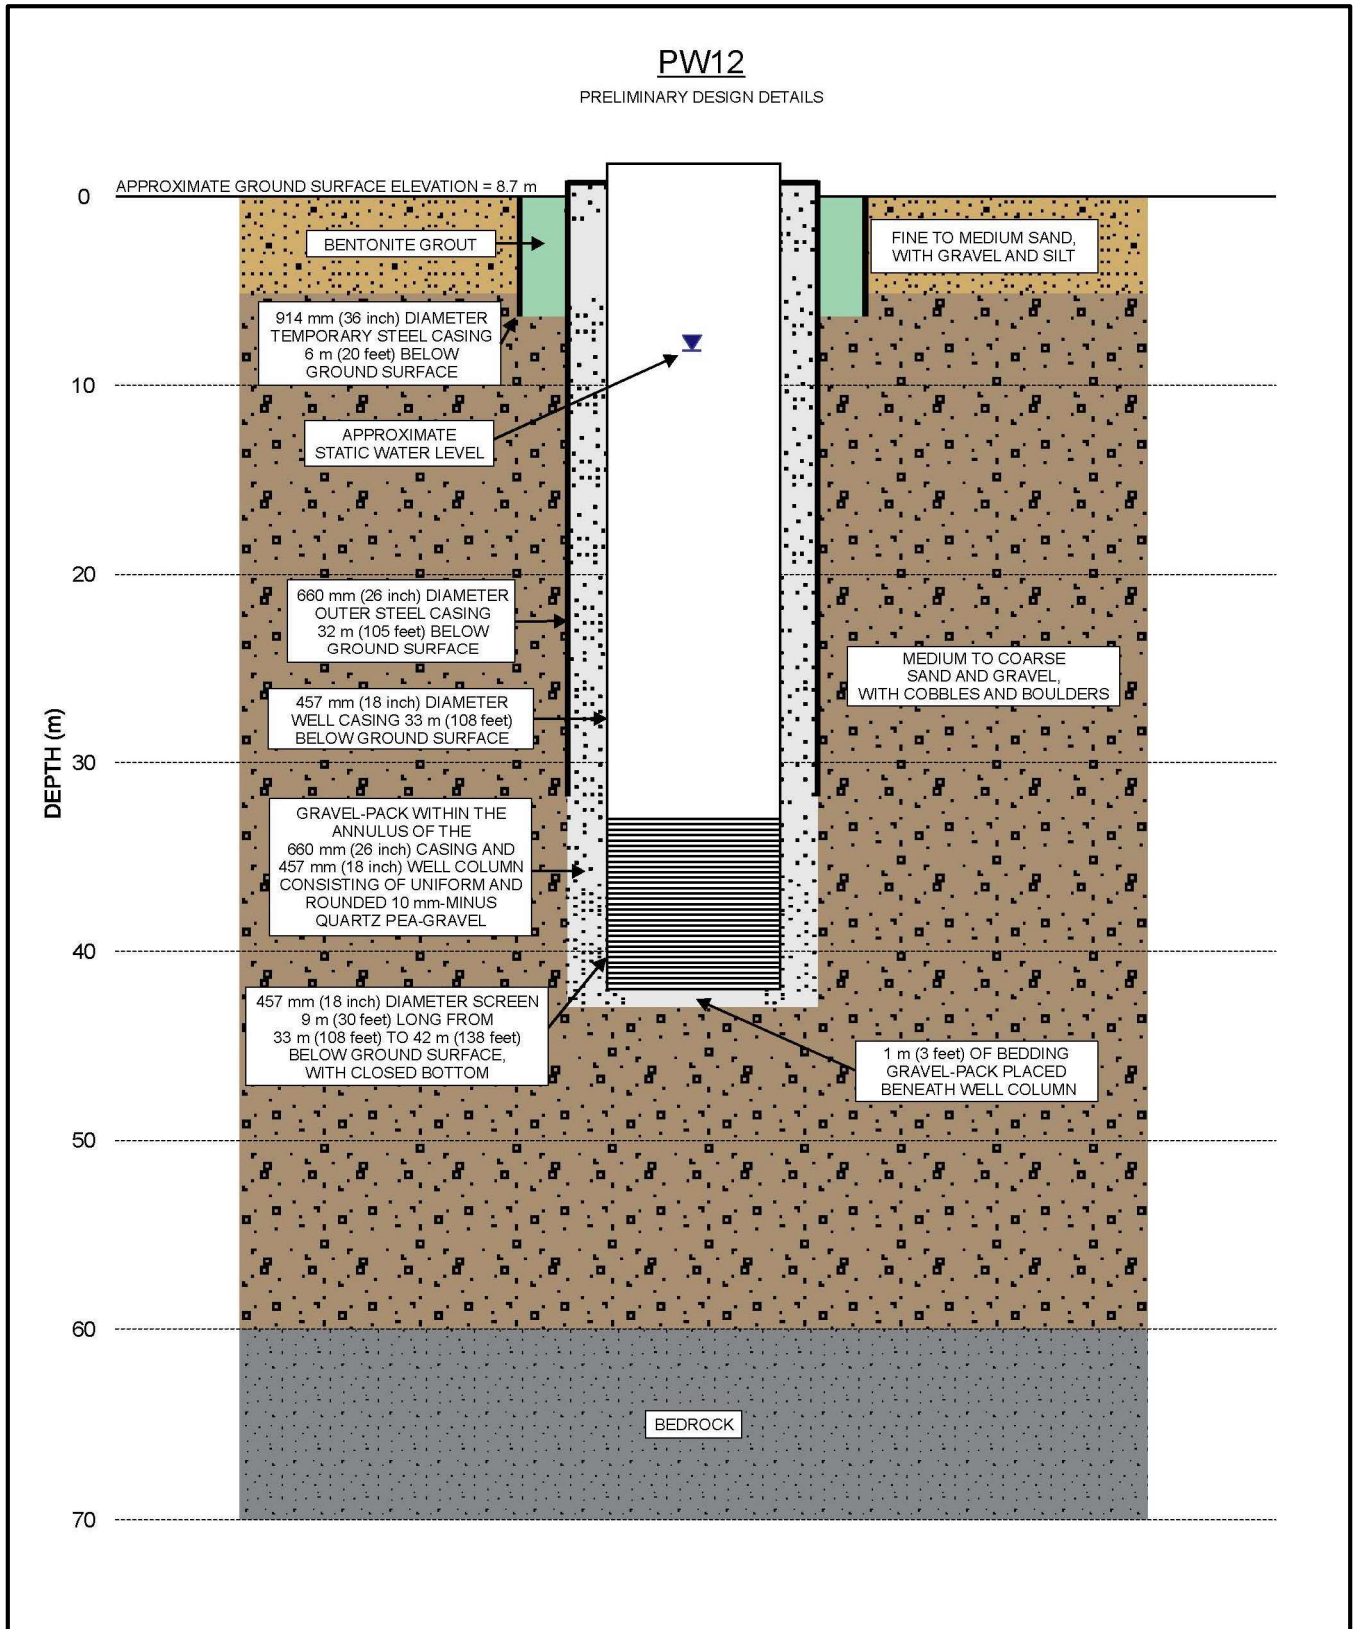 PW12
PRELIMINARY DESIGN DETAILS
APPROXIMATE GROUND SURFACE ELEVATION = 8.7 m
0
BENTONITE GROUT
FINE TO MEDIUM SAND,
WITH GRAVEL AND SILT
914 mm (36 inch) DIAMETER
TEMPORARY STEEL CASING
6 m (20 feet) BELOW
GROUND SURFACE
10
APPROXIMATE
STATIC WATER LEVEL
20
660 mm (26 inch) DIAMETER
OUTER STEEL CASING
32 m (105 feet) BELOW
GROUND SURFACE
MEDIUM TO COARSE
SAND AND GRAVEL,
WITH COBBLES AND BOULDERS
457 mm (18 inch) DIAMETER
WELL CASING 33 m (108 feet)
BELOW GROUND SURFACE
DEPTH (m)
30
GRAVEL-PACK WITHIN THE
ANNULUS OF THE
660 mm (26 inch) CASING AND
457 mm (18 inch) WELL COLUMN
CONSISTING OF UNIFORM AND
ROUNDED 10 mm-MINUS
QUARTZ PEA-GRAVEL
40
457 mm (18 inch) DIAMETER SCREEN
9 m (30 feet) LONG FROM
33 m (108 feet) TO 42 m (138 feet)
BELOW GROUND SURFACE,
WITH CLOSED BOTTOM
1 m (3 feet) OF BEDDING
GRAVEL-PACK PLACED
BENEATH WELL COLUMN
50
60
BEDROCK
70